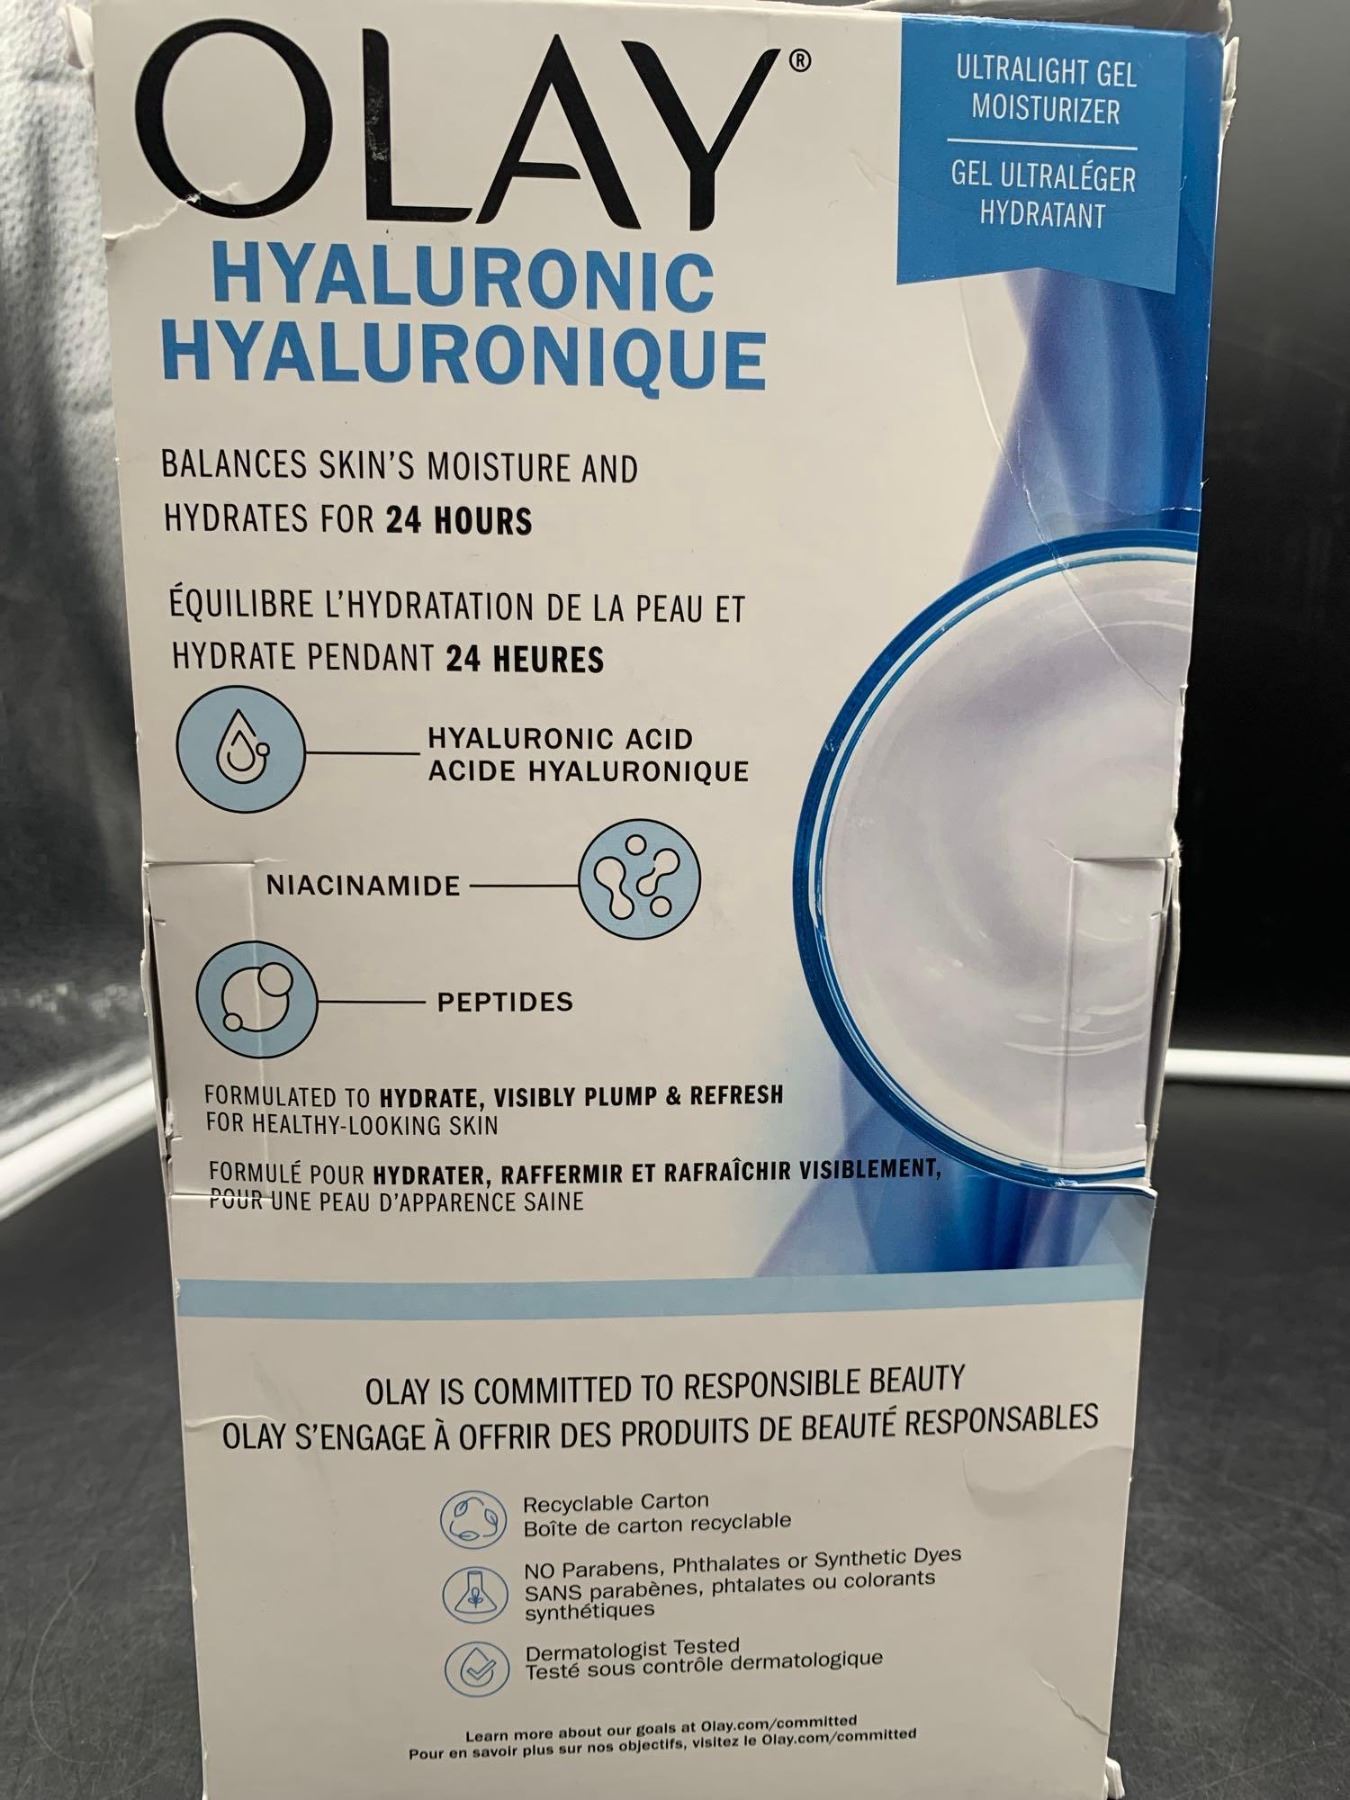 OLAY®
ULTRALIGHT GEL
MOISTURIZER
GEL ULTRALÉGER
HYDRATANT
HYALURONIC
HYALURONIQUE
BALANCES SKIN'S MOISTURE AND
HYDRATES FOR 24 HOURS
ÉQUILIBRE L'HYDRATATION DE LA PEAU ET
HYDRATE PENDANT 24 HEURES
HYALURONIC ACID
ACIDE HYALURONIQUE
NIACINAMIDE
PEPTIDES
FORMULATED TO HYDRATE, VISIBLY PLUMP & REFRESH
FOR HEALTHY-LOOKING SKIN
FORMULÉ POUR HYDRATER, RAFFERMIR ET RAFRAÎCHIR VISIBLEMENT,
POUR UNE PEAU D'APPARENCE SAINE
OLAY IS COMMITTED TO RESPONSIBLE BEAUTY
OLAY S'ENGAGE À OFFRIR DES PRODUITS DE BEAUTÉ RESPONSABLES
Recyclable Carton
Boîte de carton recyclable
NO Parabens, Phthalates or Synthetic Dyes
SANS parabènes, phtalates ou colorants
synthétiques
Dermatologist Tested
Testé sous contrôle dermatologique
Learn more about our goals at Olay.com/committed
Pour en savoir plus sur nos objectifs, visitez le Olay.com/committed